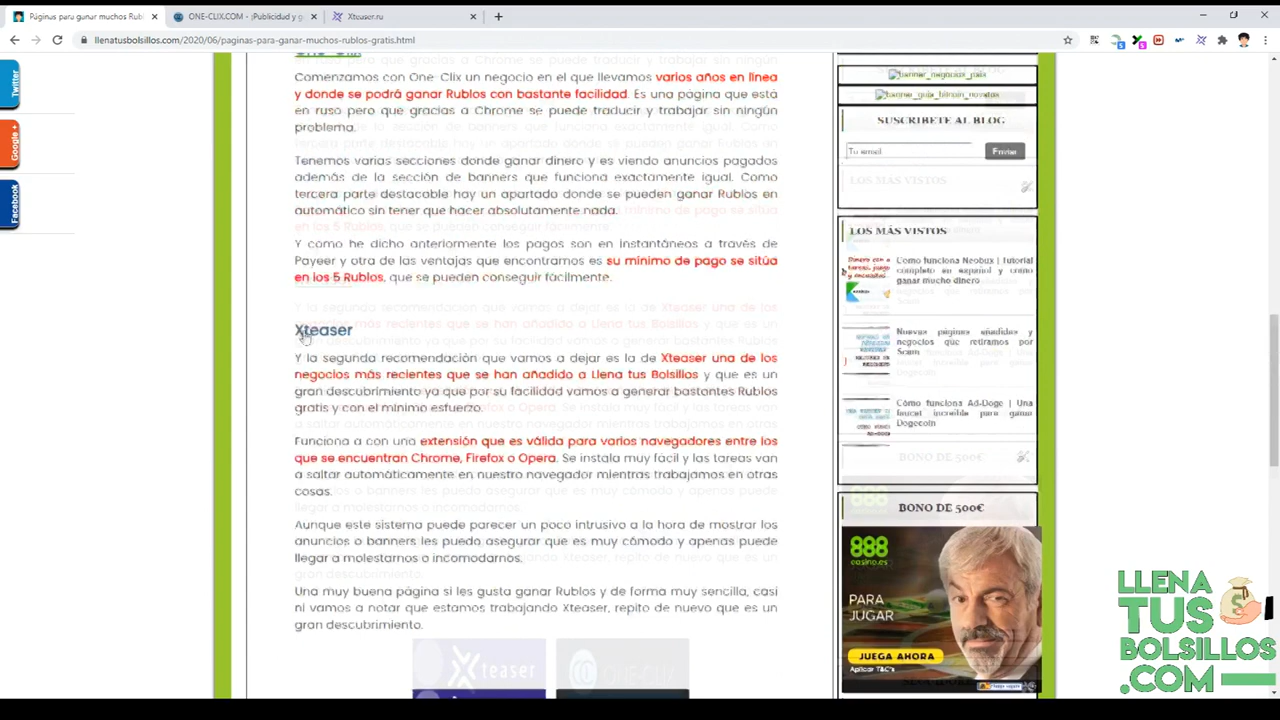 Páginas para ganar muchos Rubl
ONE-CLIX.COM - ¡Publicidad y g
Xteaser.ru
llenatusbolsillos.com/2020/06/paginas-para-ganar-muchos-rublos-gratis.html
Twitter
Google +
Facebook
Comenzamos con One-Clix un negocio en el que llevamos varios años en línea
y donde se podrá ganar Rublos con bastante facilidad. Es una página que está
en ruso pero que gracias a Chrome se puede traducir y trabajar sin ningún
problema.
Tenemos varias secciones donde ganar dinero y es viendo anuncios pagados
además de la sección de banners que funciona exactamente igual. Como
tercera parte destacable hay un apartado donde se pueden ganar Rublos en
automático sin tener que hacer absolutamente nada.
Y como he dicho anteriormente los pagos son en instantáneos a través de
Payeer y otra de las ventajas que encontramos es su mínimo de pago se sitúa
en los 5 Rublos, que se pueden conseguir fácilmente.
Xteaser
Y la segunda recomendación que vamos a dejar es la de Xteaser una de los
negocios más recientes que se han añadido a Llena tus Bolsillos y que es un
gran descubrimiento ya que por su facilidad vamos a generar bastantes Rublos
gratis y con el mínimo esfuerzo.
Funciona a con una extensión que es válida para varios navegadores entre los
que se encuentran Chrome, Firefox o Opera. Se instala muy fácil y las tareas van
a saltar automáticamente en nuestro navegador mientras trabajamos en otras
cosas.
Aunque este sistema puede parecer un poco intrusivo a la hora de mostrar los
anuncios o banners les puedo asegurar que es muy cómodo y apenas puede
llegar a molestarnos o incomodarnos.
Una muy buena página si les gusta ganar Rublos y de forma muy sencilla, casi
ni vamos a notar que estamos trabajando Xteaser, repito de nuevo que es un
gran descubrimiento.
Xteaser
ONE-CLIX
banner_negocios_pais
banner_guia_bitcoin_novatos
SUSCRIBETE AL BLOG
Tu email
Enviar
LOS MÁS VISTOS
Como funciona Neobux | Tutorial
completo en español y como
ganar mucho dinero
Nuevas páginas añadidas y
negocios que retiramos por
Scam
Cómo funciona Ad-Doge | Una
faucet increíble para ganar
Dogecoin
BONO DE 500€
888
casino.es
PARA
JUGAR
JUEGA AHORA
Aplican T&C's
LLENA
TUS
BOLSILLOS
.COM